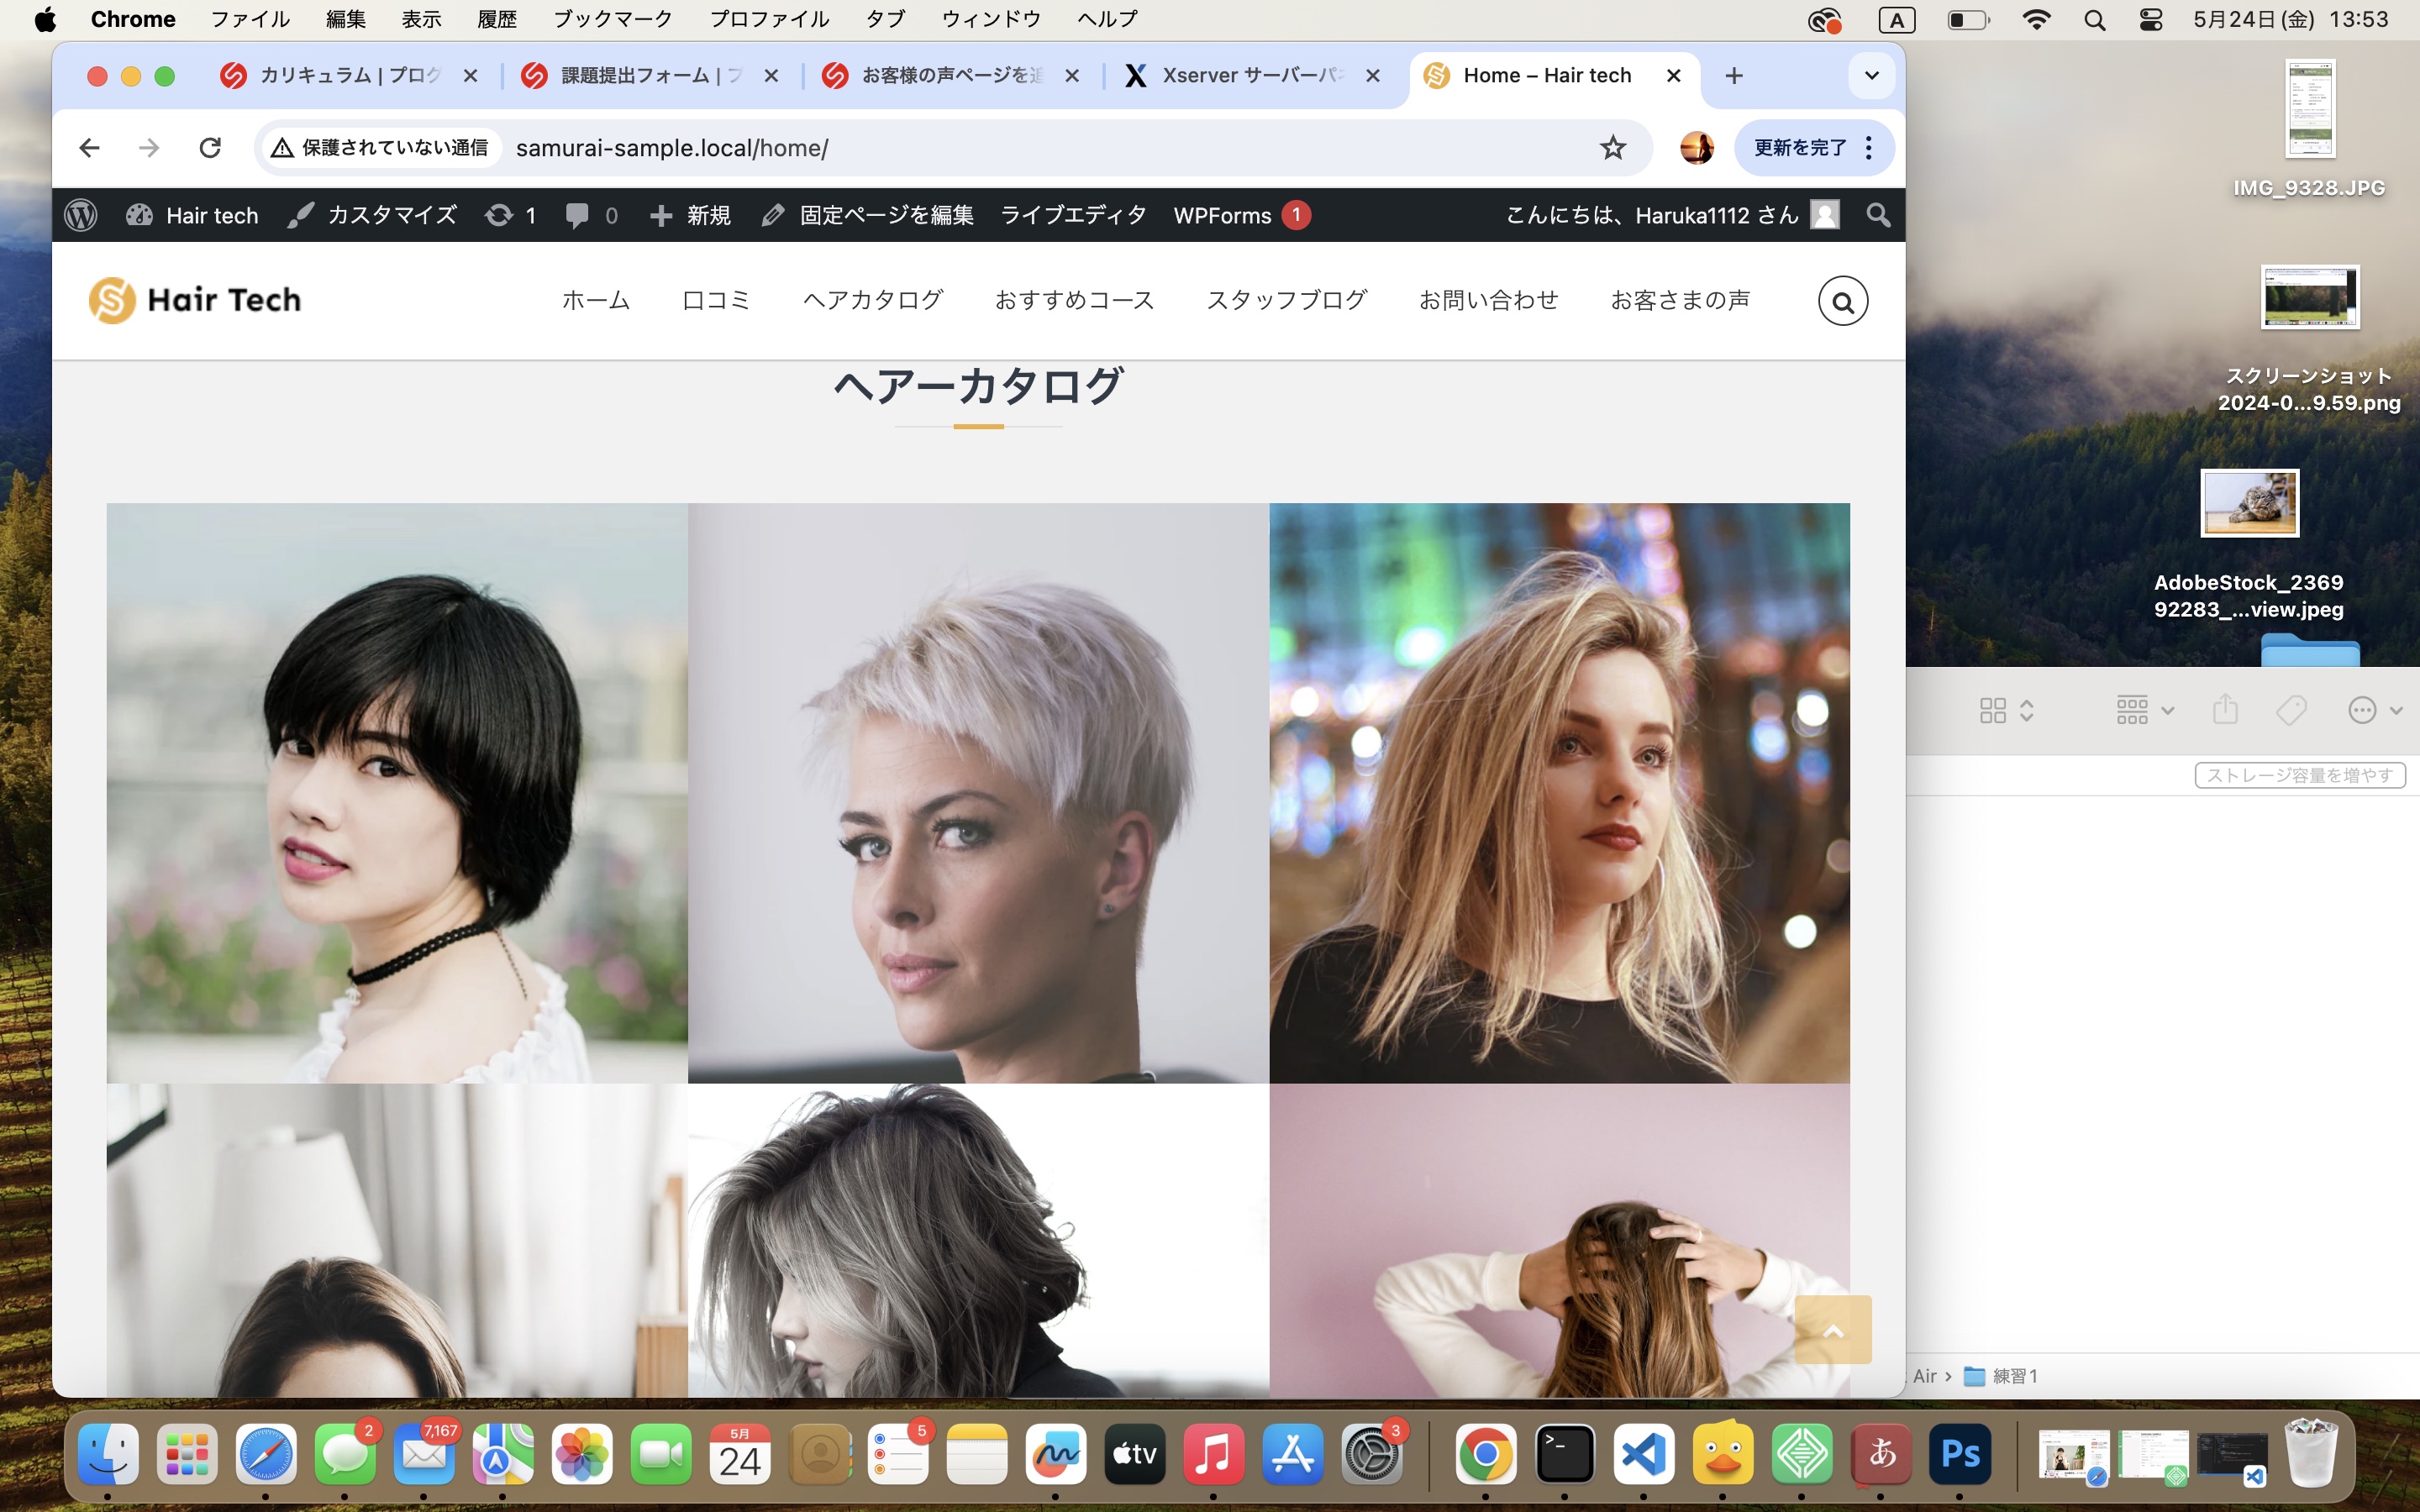 Chrome ファイル 編集 表示 履歴 ブックマーク プロファイル タブ ウィンドウ ヘルプ A 5月24日(金) 13:53
カリキュラム | プログ 課題提出フォーム | フ お客様の声ページを追 Xserver サーバーパネ Home – Hair tech
保護されていない通信 samurai-sample.local/home/ 更新を完了
Hair tech カスタマイズ 1 0 新規 固定ページを編集 ライブエディタ WPForms 1 こんにちは、Haruka1112 さん
Hair Tech ホーム 口コミ ヘアカタログ おすすめコース スタッフブログ お問い合わせ お客さまの声
ヘアーカタログ
IMG_9328.JPG
スクリーンショット
2024-0...9.59.png
AdobeStock_2369
92283_...view.jpeg
ストレージ容量を増やす
Air › 練習1
2
7,167
5月
24
5
tv
3
>_
あ
Ps